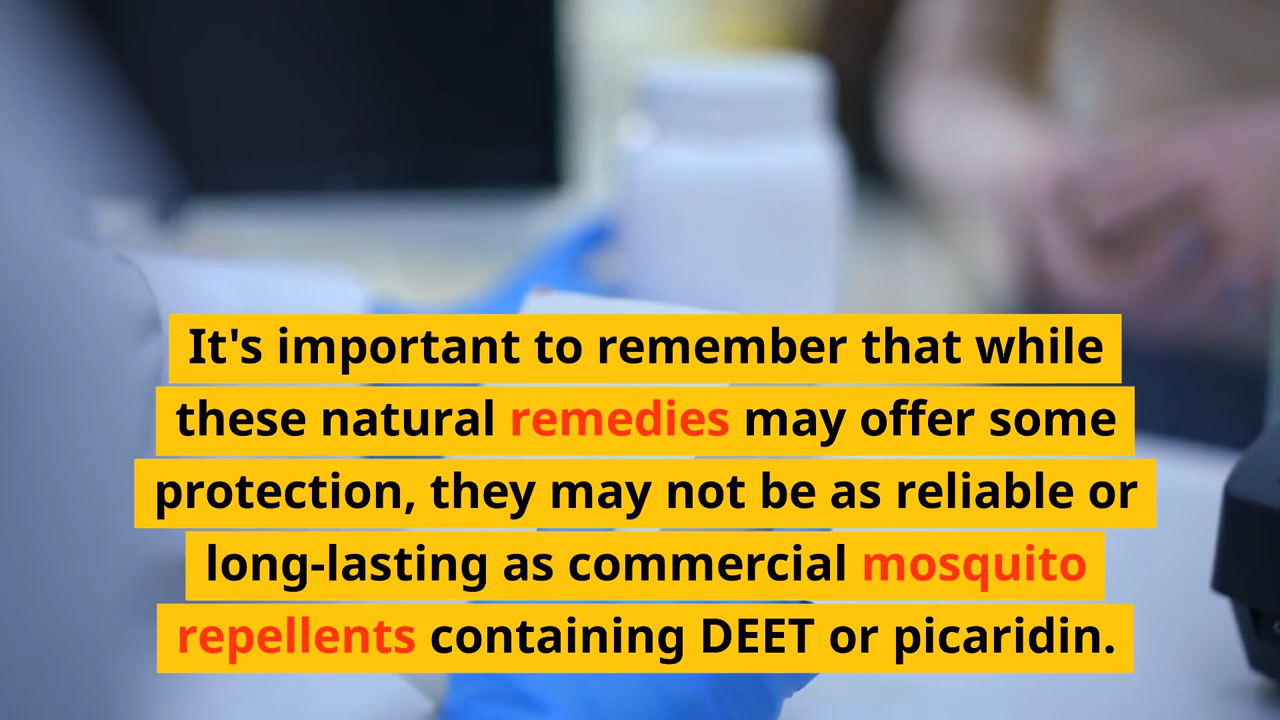 It's important to remember that while
these natural remedies may offer some
protection, they may not be as reliable or
long-lasting as commercial mosquito
repellents containing DEET or picaridin.